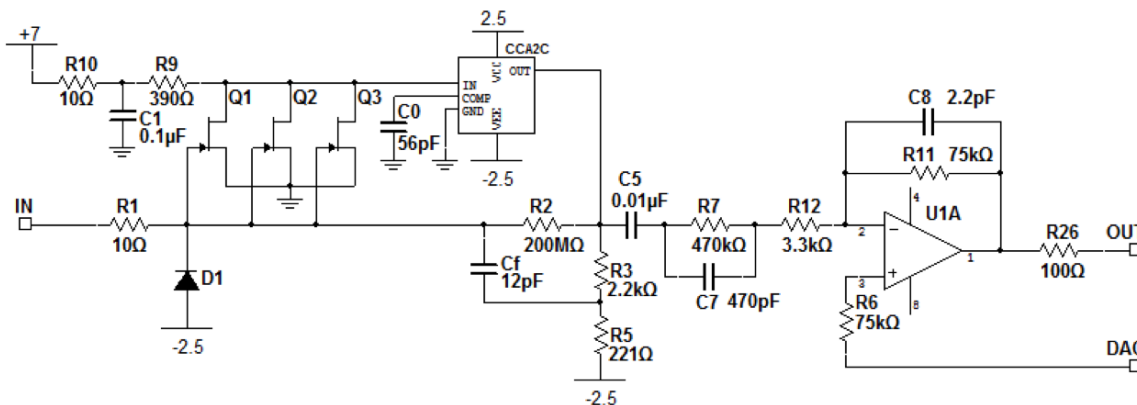 2.5
CCA2C
+7
R10
R9
Q1
Q2
Q3
IN
COMP
GND
VCC
OUT
VEE
10Ω
390Ω
C1
0.1µF
C0
56pF
-2.5
C8
2.2pF
R11
75kΩ
C5
0.01µF
IN
R1
10Ω
R2
200MΩ
R7
470kΩ
R12
3.3kΩ
4
U1A
2
1
3
8
R26
100Ω
OUT
D1
Cf
12pF
R3
2.2kΩ
C7
470pF
R6
75kΩ
-2.5
R5
221Ω
DAC
-2.5